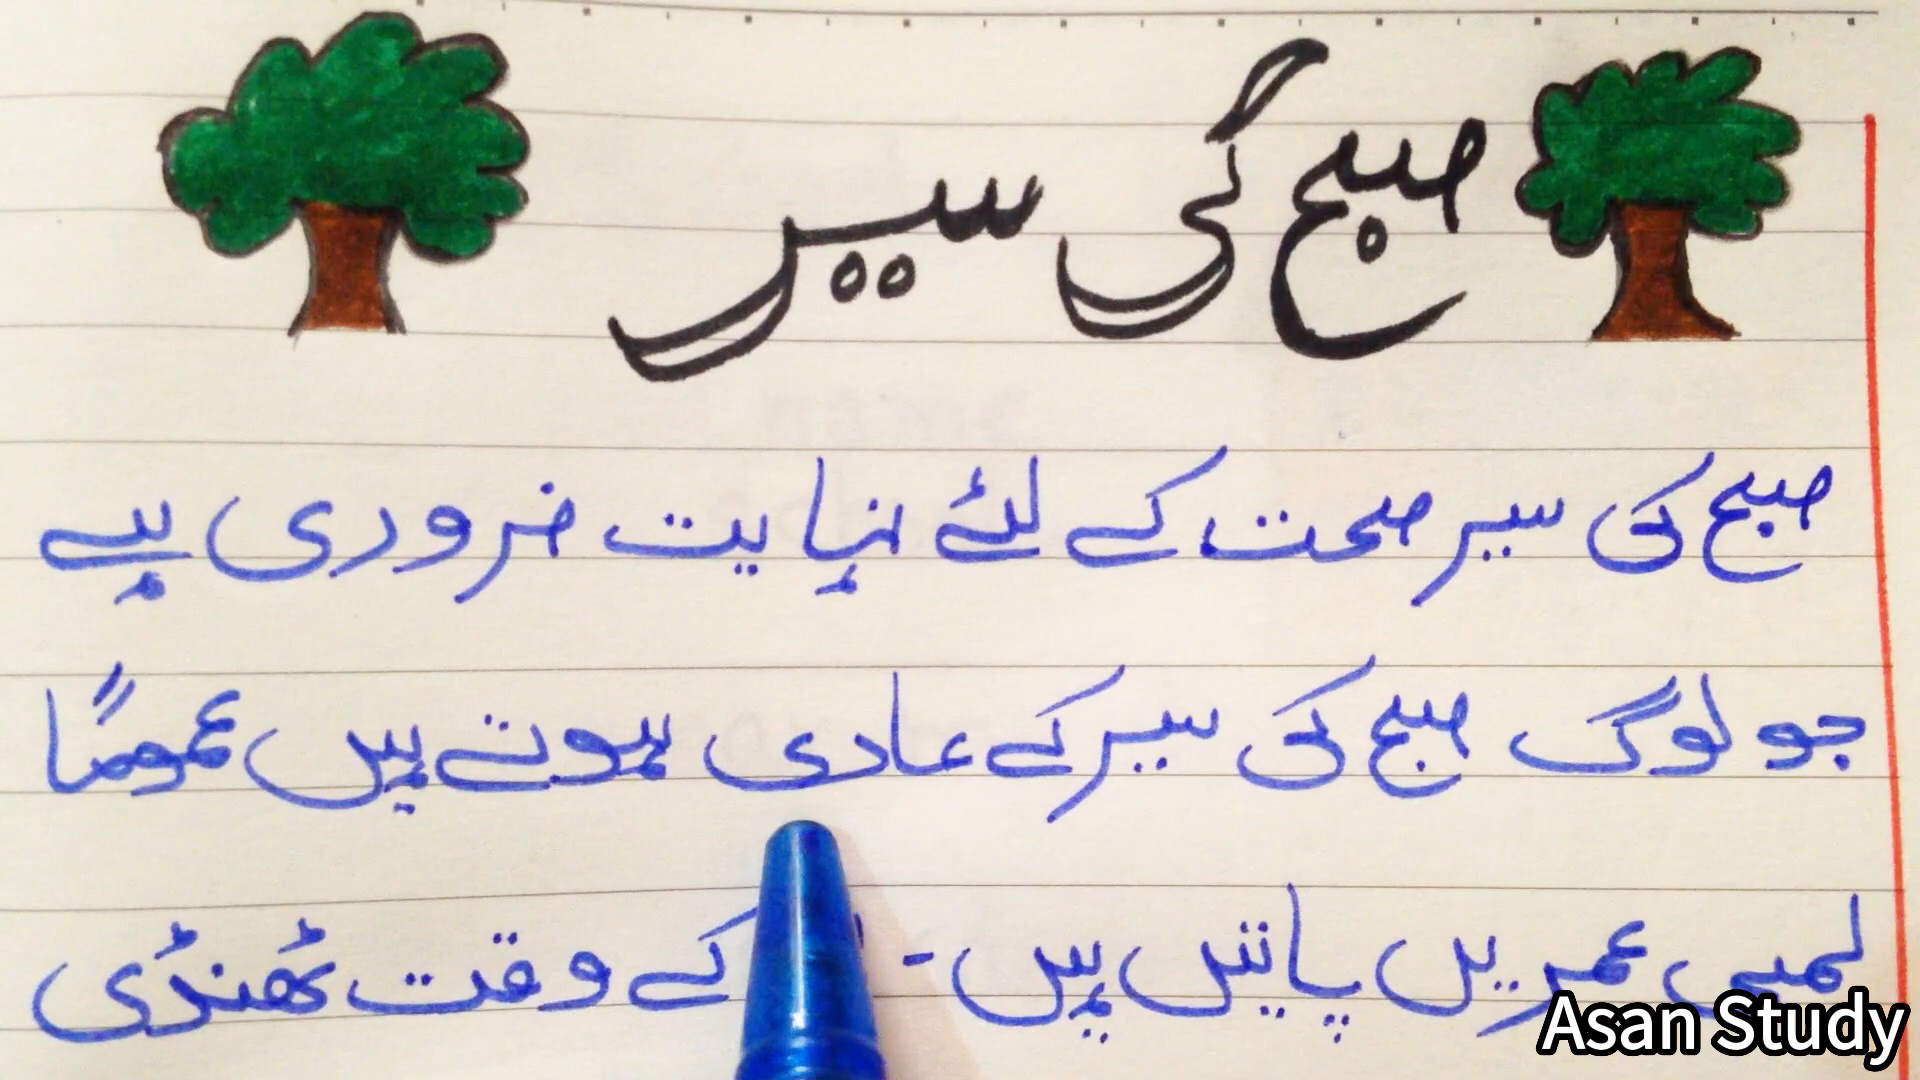 صبح کی سیر
صبح کی سیر صحت کے لئے نہایت ضروری ہے
جو لوگ صبح کی سیر کے عادی ہوتے ہیں عموماً
لمبی عمریں پاتیں ہیں - کے وقت ٹھنڈی
Asan Study